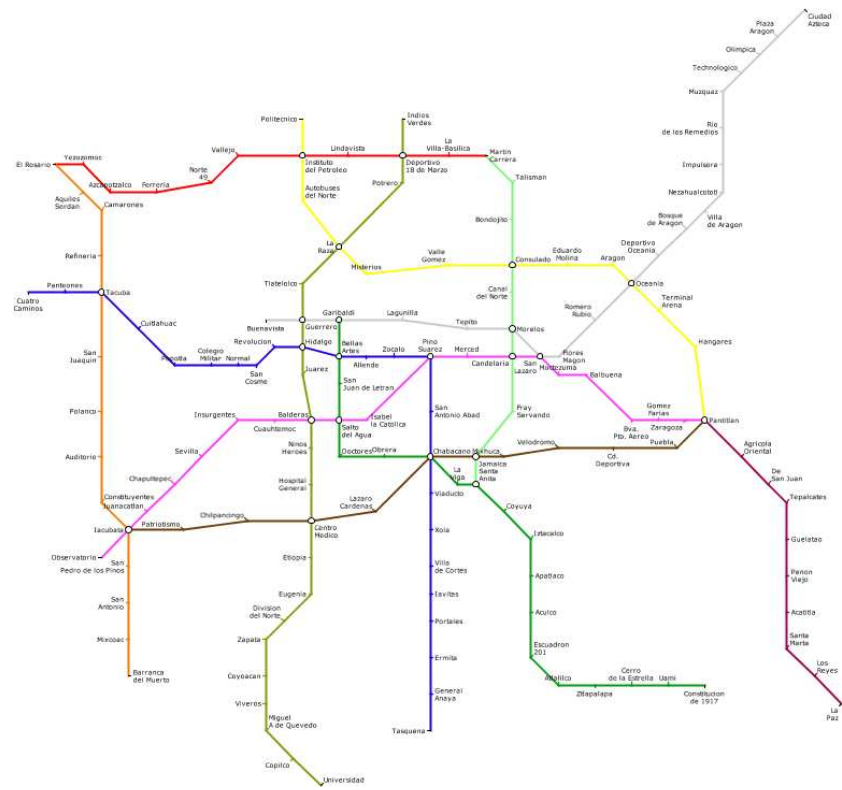 Ciudad
Azteca
Plaza
Aragon
Olimpica
Technologico
Muzquaz
Rio
de los Remedios
Impulsora
Nezahualcototl
Villa
de Aragon
Bosque
de Aragon
Deportivo
Oceania
Oceania
Romero
Rubio
Flores
Magon
San
Lazaro
Morelos
Tepito
Lagunilla
Garibaldi
Guerrero
Buenavista
Politecnico
Instituto
del Petroleo
Autobuses
del Norte
La
Raza
Misterios
Valle
Gomez
Consulado
Eduardo
Molina
Aragon
Terminal
Arena
Hangares
Pantitlan
Indios
Verdes
Deportivo
18 de Marzo
Potrero
Tlatelolco
Hidalgo
Juarez
Balderas
Ninos
Heroes
Hospital
General
Centro
Medico
Etiopia
Eugenia
Division
del Norte
Zapata
Coyoacan
Viveros
Miguel
A de Quevedo
Copilco
Universidad
El Rosario
Yezozomoc
Azcapotzalco
Ferreria
Norte
49
Vallejo
Lindavista
La
Villa-Basilica
Martin
Carrera
Talisman
Bondojito
Canal
del Norte
Candelaria
Fray
Servando
Jamaica
Santa
Anita
Aquiles
Serdan
Camarones
Refineria
Tacuba
San
Juaquin
Polanco
Auditorio
Constituyentes
Tacubaya
San
Pedro de los Pinos
San
Antonio
Mixcoac
Barranca
del Muerto
Cuatro
Caminos
Panteones
Cuitlahuac
Popotla
Colegio
Militar
Normal
San
Cosme
Revolucion
Bellas
Artes
Allende
Zocalo
Pino
Suarez
San
Antonio Abad
Chabacano
Viaducto
Xola
Villa
de Cortes
Portales
Ermita
General
Anaya
Tasquena
Observatorio
Juanacatlan
Chapultepec
Sevilla
Insurgentes
Cuauhtemoc
Salto
del Agua
Isabel
la Catolica
Merced
Moctezuma
Balbuena
Bva.
Pto. Aereo
Gomez
Farias
Zaragoza
San
Juan de Letran
Doctores
Obrera
La
Viga
Coyuya
Iztacalco
Apatlaco
Aculco
Escuadron
201
Atlalilco
Cerro
de la Estrella
Uami
Constitucion
de 1917
Patriotismo
Chilpancingo
Lazaro
Cardenas
Mixhuca
Velodromo
Cd.
Deportiva
Puebla
Agricola
Oriental
De
San Juan
Tepalcates
Guelatao
Penon
Viejo
Acatitla
Santa
Marta
Los
Reyes
La
Paz